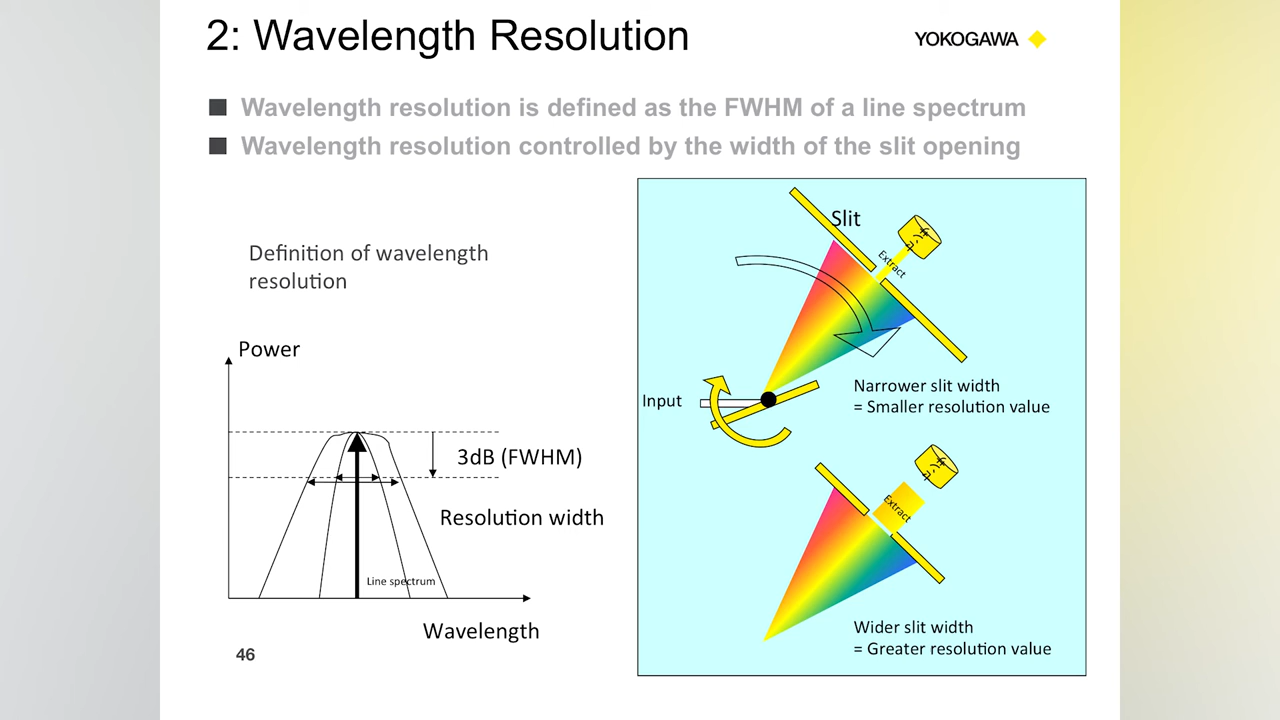 2: Wavelength Resolution
YOKOGAWA
Wavelength resolution is defined as the FWHM of a line spectrum
Wavelength resolution controlled by the width of the slit opening
Definition of wavelength
resolution
Power
3dB (FWHM)
Resolution width
Line spectrum
Wavelength
46
Slit
Extract
Input
Narrower slit width
= Smaller resolution value
Extract
Wider slit width
= Greater resolution value